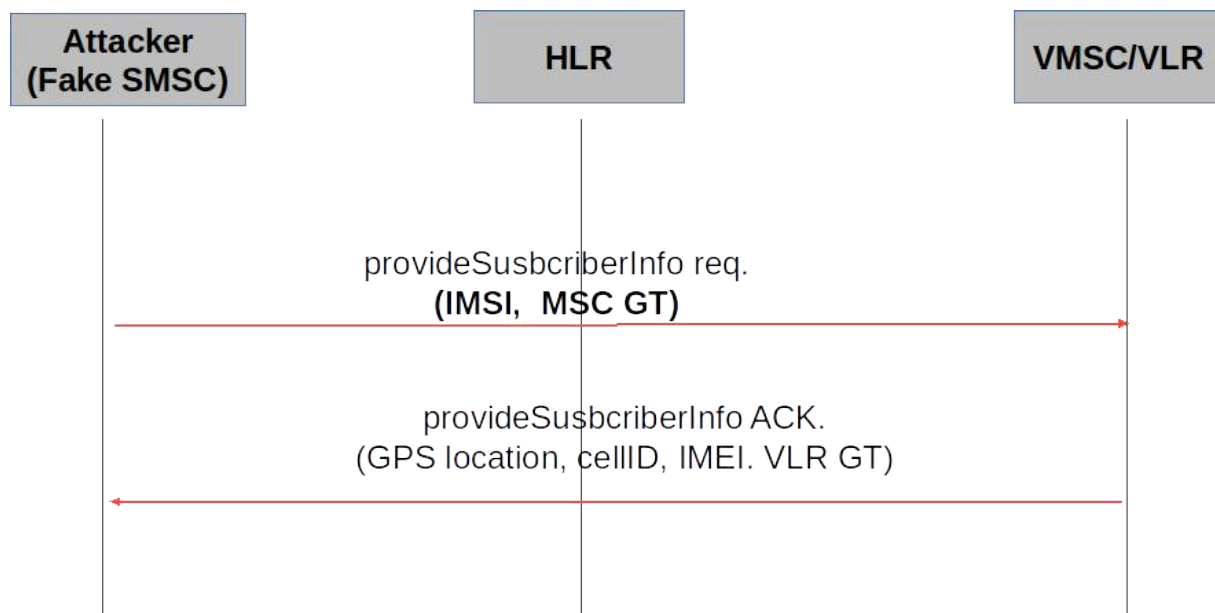 Attacker
(Fake SMSC)
HLR
VMSC/VLR
provideSusbcriberInfo req.
(IMSI, MSC GT)
provideSusbcriberInfo ACK.
(GPS location, cellID, IMEI. VLR GT)